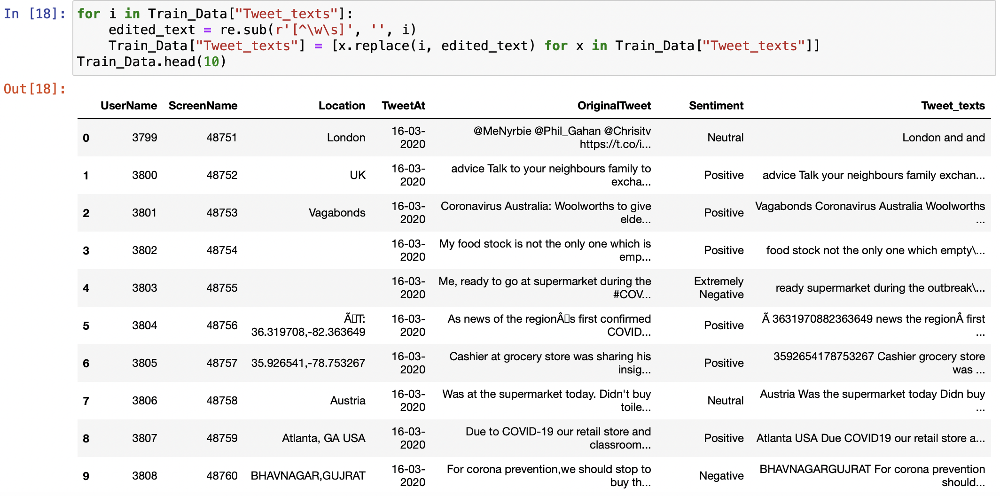 In [18]: for i in Train_Data["Tweet_texts"]:
edited_text = re.sub(r'[^\w\s]', '', i)
Train_Data["Tweet_texts"] = [x.replace(i, edited_text) for x in Train_Data["Tweet_texts"]]
Train_Data.head(10)
Out[18]:
UserName ScreenName Location TweetAt OriginalTweet Sentiment Tweet_texts
0 3799 48751 London 16-03-2020 @MeNyrbie @Phil_Gahan @Chrisitv https://t.co/i... Neutral London and and
1 3800 48752 UK 16-03-2020 advice Talk to your neighbours family to excha... Positive advice Talk your neighbours family exchan...
2 3801 48753 Vagabonds 16-03-2020 Coronavirus Australia: Woolworths to give elde... Positive Vagabonds Coronavirus Australia Woolworths ...
3 3802 48754 16-03-2020 My food stock is not the only one which is emp... Positive food stock not the only one which empty\...
4 3803 48755 16-03-2020 Me, ready to go at supermarket during the #COV... Extremely Negative ready supermarket during the outbreak\...
5 3804 48756 Ã▯T: 36.319708,-82.363649 16-03-2020 As news of the regionÂ▯s first confirmed COVID... Positive Ã 3631970882363649 news the regionÂ first ...
6 3805 48757 35.926541,-78.753267 16-03-2020 Cashier at grocery store was sharing his insig... Positive 3592654178753267 Cashier grocery store was ...
7 3806 48758 Austria 16-03-2020 Was at the supermarket today. Didn't buy toile... Neutral Austria Was the supermarket today Didn buy ...
8 3807 48759 Atlanta, GA USA 16-03-2020 Due to COVID-19 our retail store and classroom... Positive Atlanta USA Due COVID19 our retail store a...
9 3808 48760 BHAVNAGAR,GUJRAT 16-03-2020 For corona prevention,we should stop to buy th... Negative BHAVNAGARGUJRAT For corona prevention should...